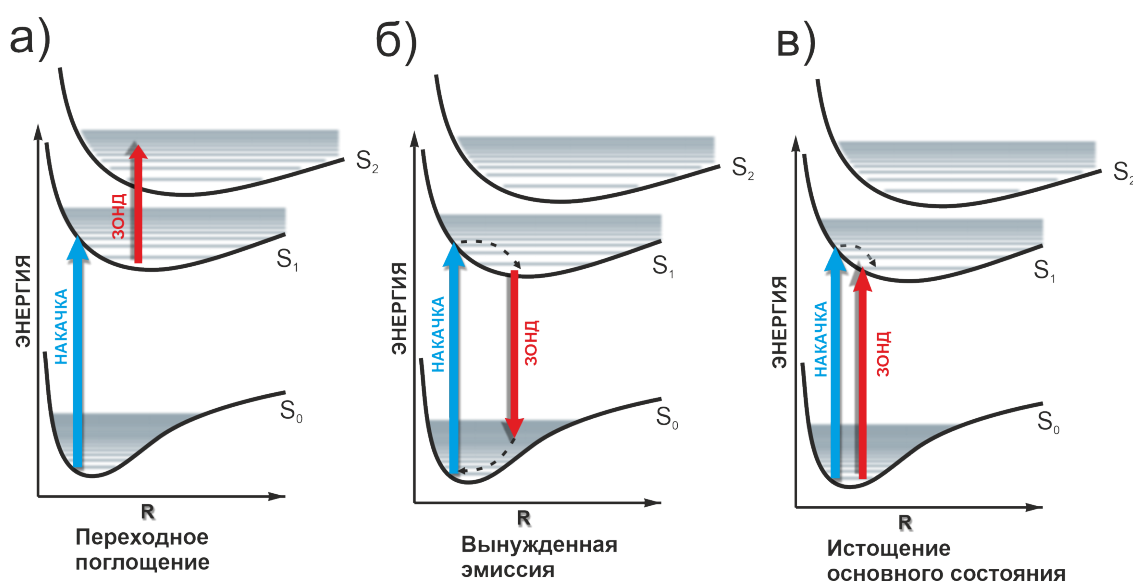 а)
S2
S1
S0
ЭНЕРГИЯ
НАКАЧКА
ЗОНД
R
Переходное
поглощение
б)
S2
S1
S0
ЭНЕРГИЯ
НАКАЧКА
ЗОНД
R
Вынужденная
эмиссия
в)
S2
S1
S0
ЭНЕРГИЯ
НАКАЧКА
ЗОНД
R
Истощение
основного состояния